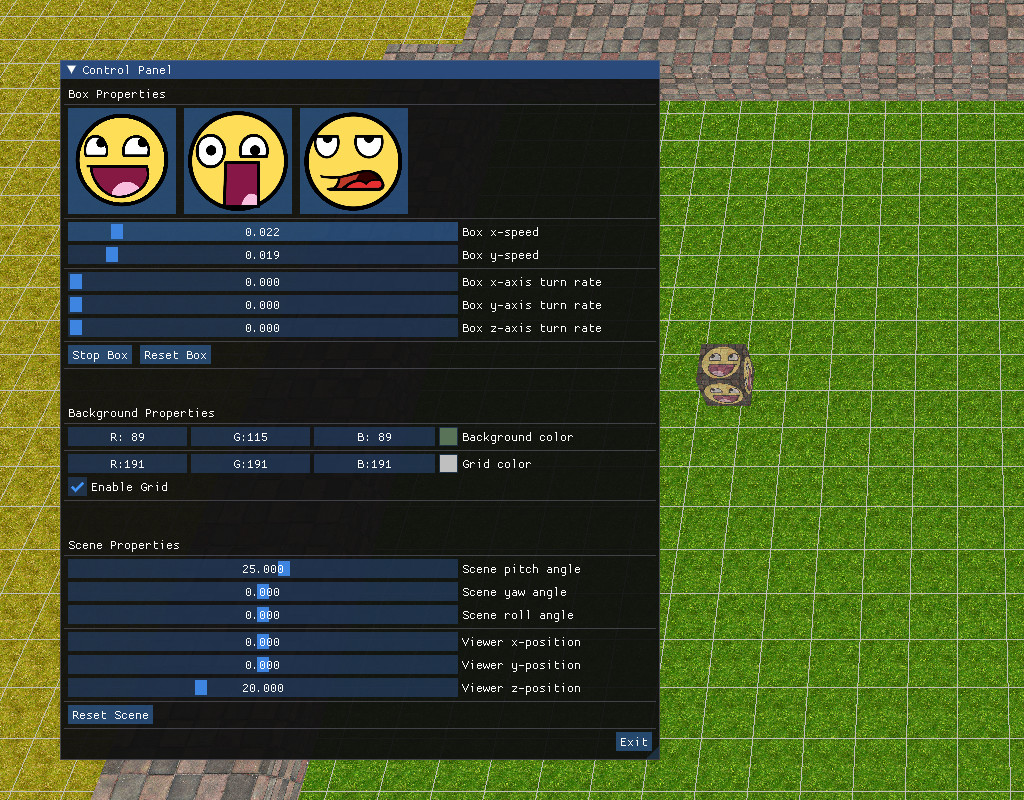 Control Panel
Box Properties
0.022 Box x-speed
0.019 Box y-speed
0.000 Box x-axis turn rate
0.000 Box y-axis turn rate
0.000 Box z-axis turn rate
Stop Box Reset Box
Background Properties
R: 89 G:115 B: 89 Background color
R:191 G:191 B:191 Grid color
Enable Grid
Scene Properties
25.000 Scene pitch angle
0.000 Scene yaw angle
0.000 Scene roll angle
0.000 Viewer x-position
0.000 Viewer y-position
20.000 Viewer z-position
Reset Scene
Exit